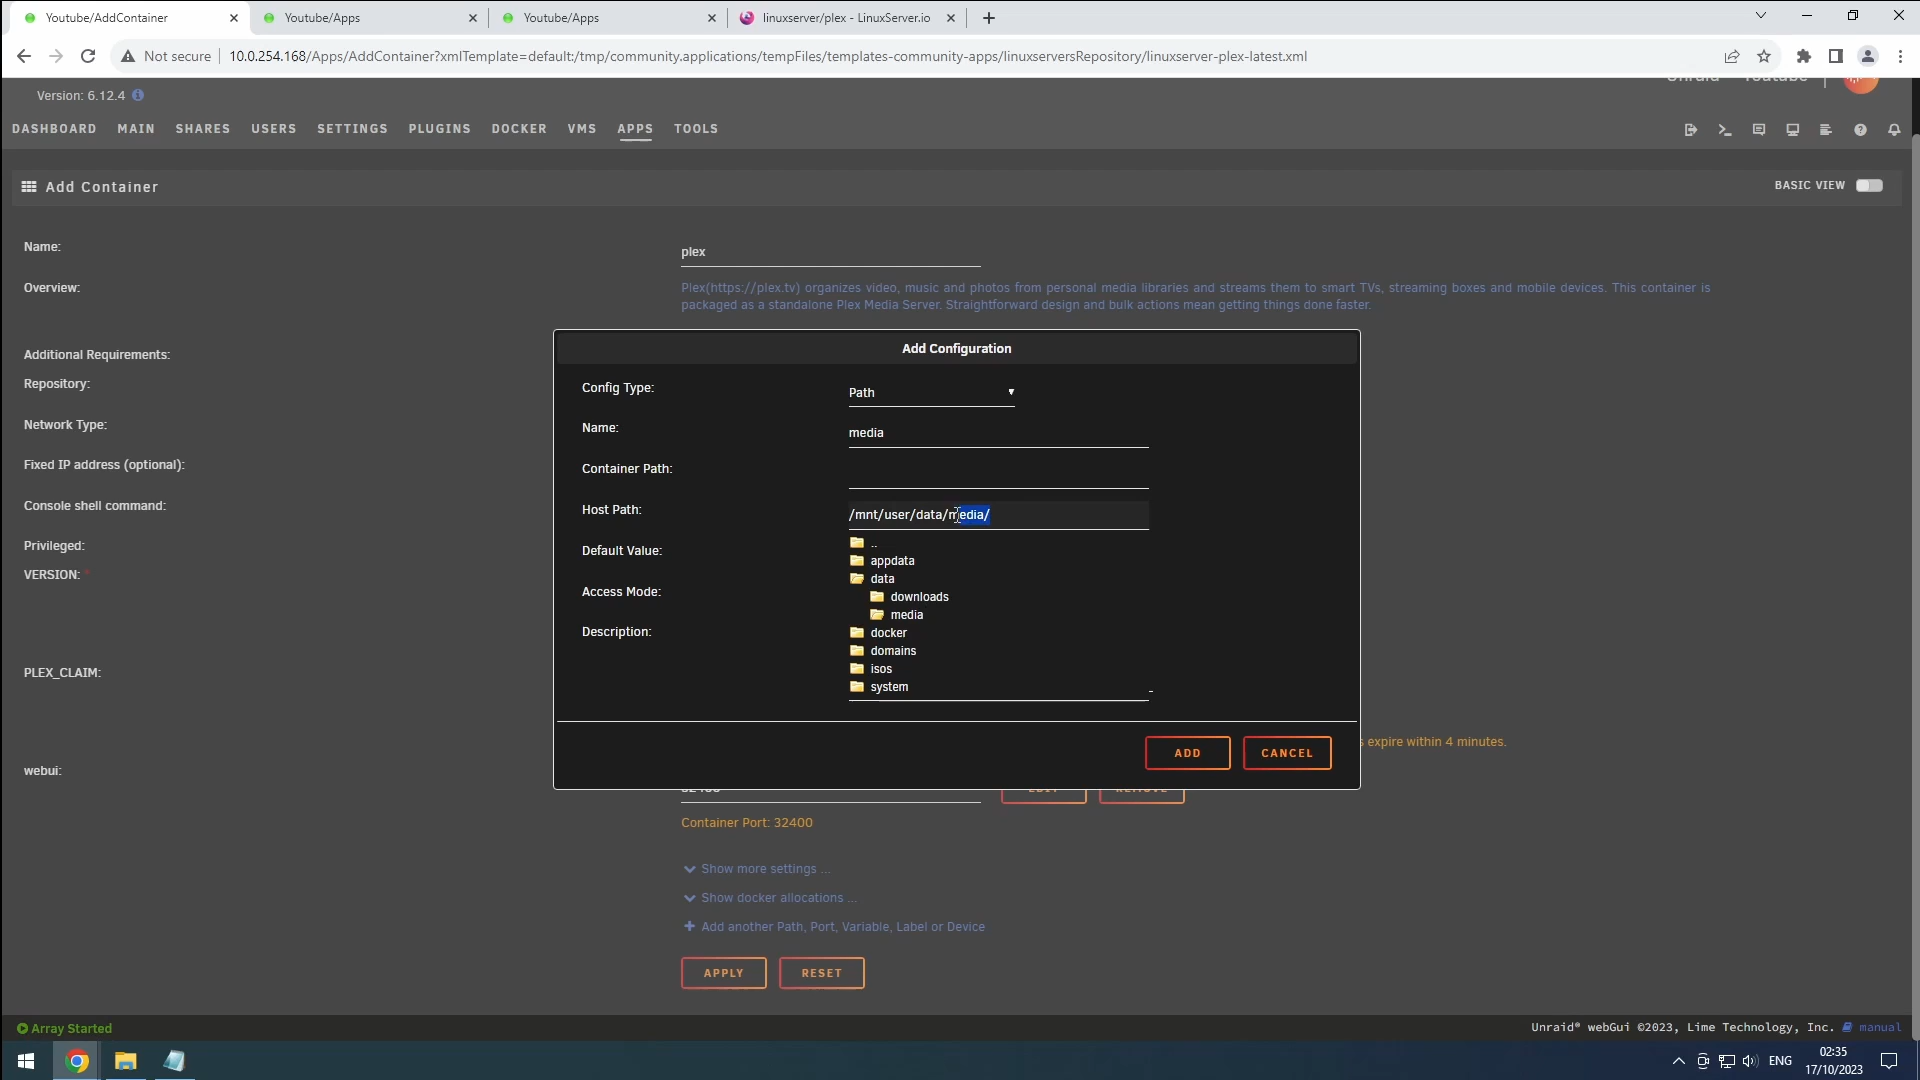 Youtube/AddContainer
Youtube/Apps
Youtube/Apps
linuxserver/plex - LinuxServer.io
Not secure
10.0.254.168/Apps/AddContainer?xmlTemplate=default:/tmp/community.applications/tempFiles/templates-community-apps/linuxserversRepository/linuxserver-plex-latest.xml
Version: 6.12.4
DASHBOARD MAIN SHARES USERS SETTINGS PLUGINS DOCKER VMS APPS TOOLS
Add Container
BASIC VIEW
Name:
plex
Overview:
Plex(https://plex.tv) organizes video, music and photos from personal media libraries and streams them to smart TVs, streaming boxes and mobile devices. This container is
packaged as a standalone Plex Media Server. Straightforward design and bulk actions mean getting things done faster.
Additional Requirements:
Repository:
Network Type:
Fixed IP address (optional):
Console shell command:
Privileged:
VERSION: *
PLEX_CLAIM:
webui:
Add Configuration
Config Type:
Path
Name:
media
Container Path:
Host Path:
/mnt/user/data/media/
Default Value:
Access Mode:
Description:
..
appdata
data
downloads
media
docker
domains
isos
system
ADD
CANCEL
expire within 4 minutes.
Container Port: 32400
Show more settings ...
Show docker allocations ...
Add another Path, Port, Variable, Label or Device
APPLY
RESET
Array Started
Unraid® webGui ©2023, Lime Technology, Inc.
manual
ENG
02:35
17/10/2023